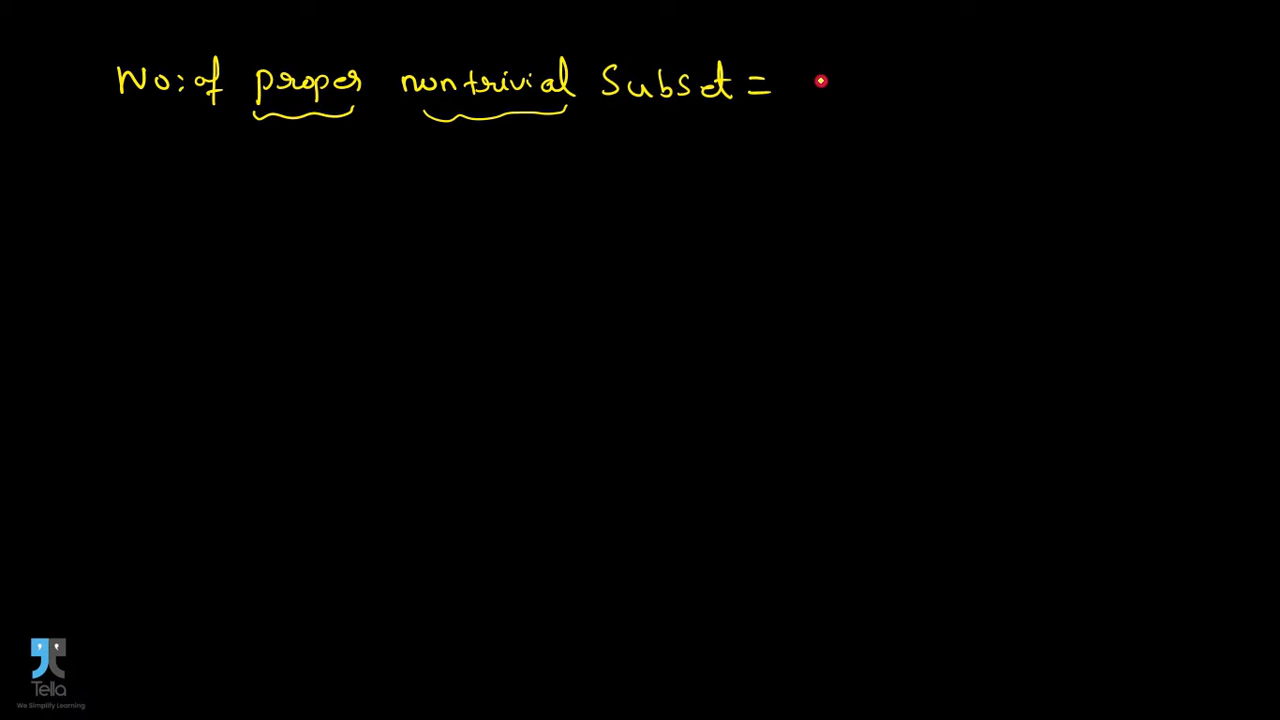 No: of proper nontrivial Subset =
Tella
We Simplify Learning